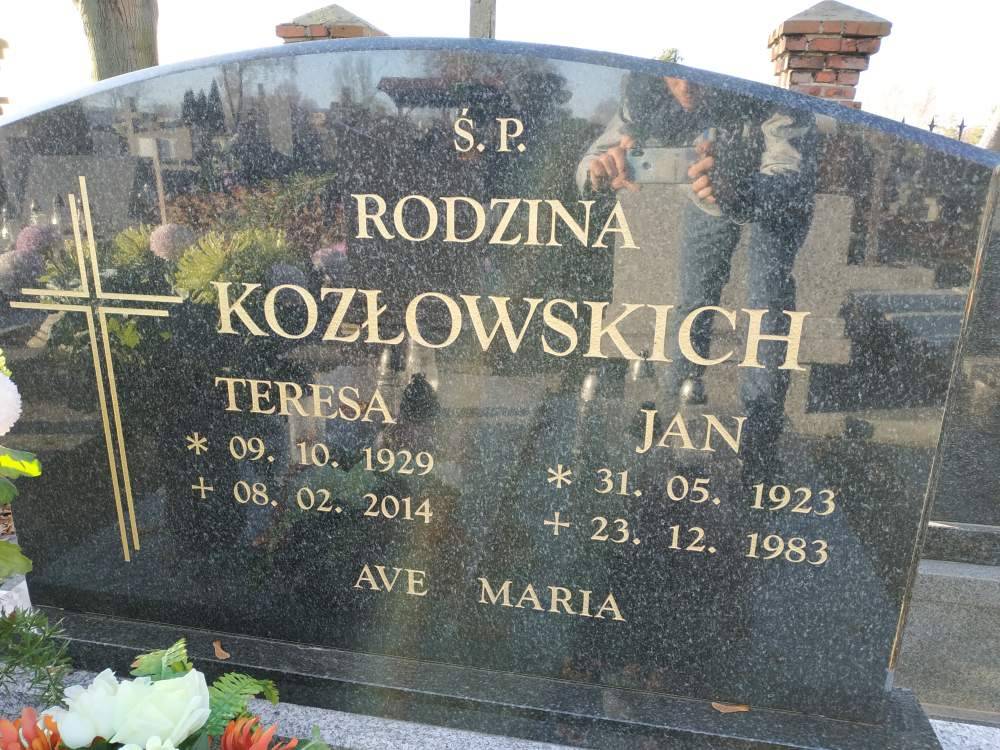 Ś.P.
RODZINA
KOZŁOWSKICH
TERESA
* 09. 10. 1929
+ 08. 02. 2014
JAN
* 31. 05. 1923
+ 23. 12. 1983
AVE MARIA